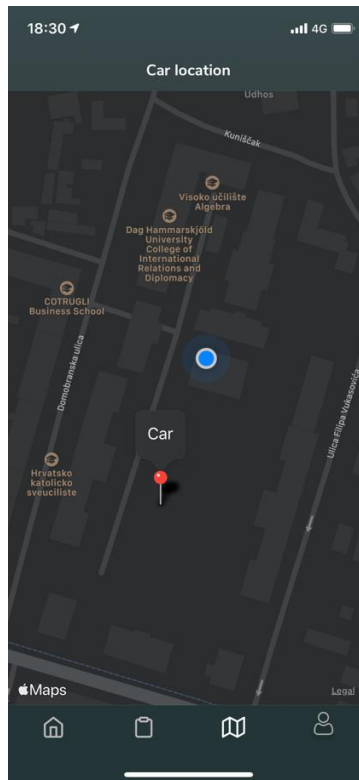 18:30
4G
Car location
Udhos
Kuniščak
Visoko učilište
Algebra
Dag Hammarskjöld
University
College of
International
Relations and
Diplomacy
COTRUGLI
Business School
Domobranska ulica
Ulica Filipa Vukasovića
Car
Hrvatsko
katolicko
sveuciliste
Maps
Legal